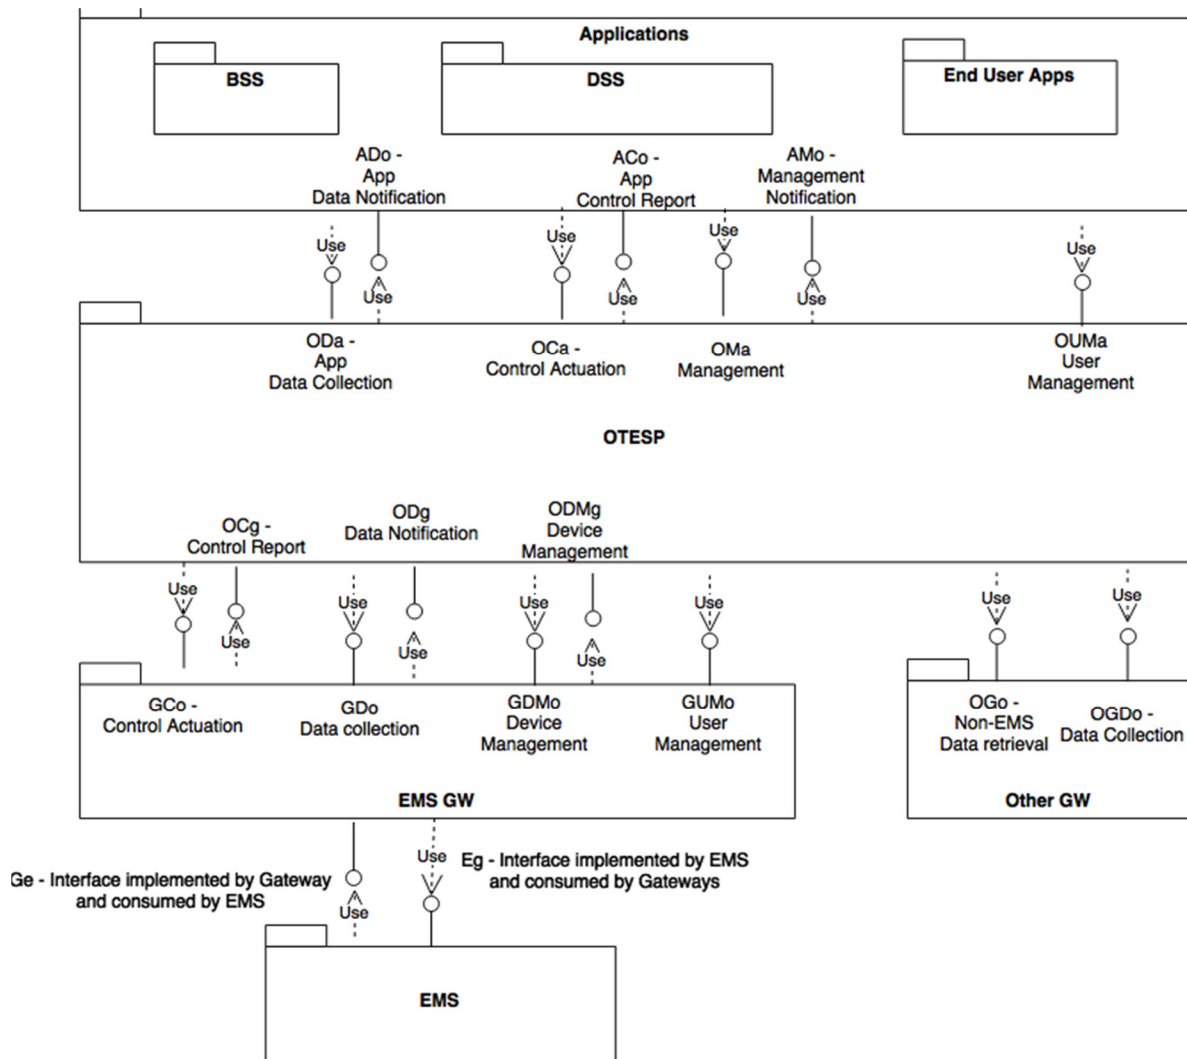 Applications
BSS
DSS
End User Apps
ADo -
App
Data Notification
ACo -
App
Control Report
AMo -
Management
Notification
Use
Use
Use
Use
Use
Use
Use
Use
ODa -
App
Data Collection
OCa -
Control Actuation
OMa
Management
OUMa
User
Management
OTESP
OCg -
Control Report
ODg
Data Notification
ODMg
Device
Management
Use
Use
Use
Use
Use
Use
Use
Use
Use
GCo -
Control Actuation
GDo
Data collection
GDMo
Device
Management
GUMo
User
Management
OGo -
Non-EMS
Data retrieval
OGDo -
Data Collection
EMS GW
Other GW
Ge - Interface implemented by Gateway
and consumed by EMS
Use
Use
Eg - Interface implemented by EMS
and consumed by Gateways
EMS